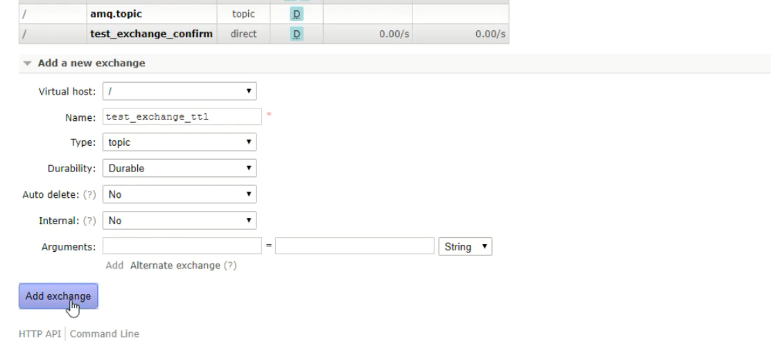 / amq.topic topic D
/ test_exchange_confirm direct D 0.00/s 0.00/s
Add a new exchange
Virtual host: /
Name: test_exchange_ttl *
Type: topic
Durability: Durable
Auto delete: (?) No
Internal: (?) No
Arguments: = String
Add Alternate exchange (?)
Add exchange
HTTP API Command Line